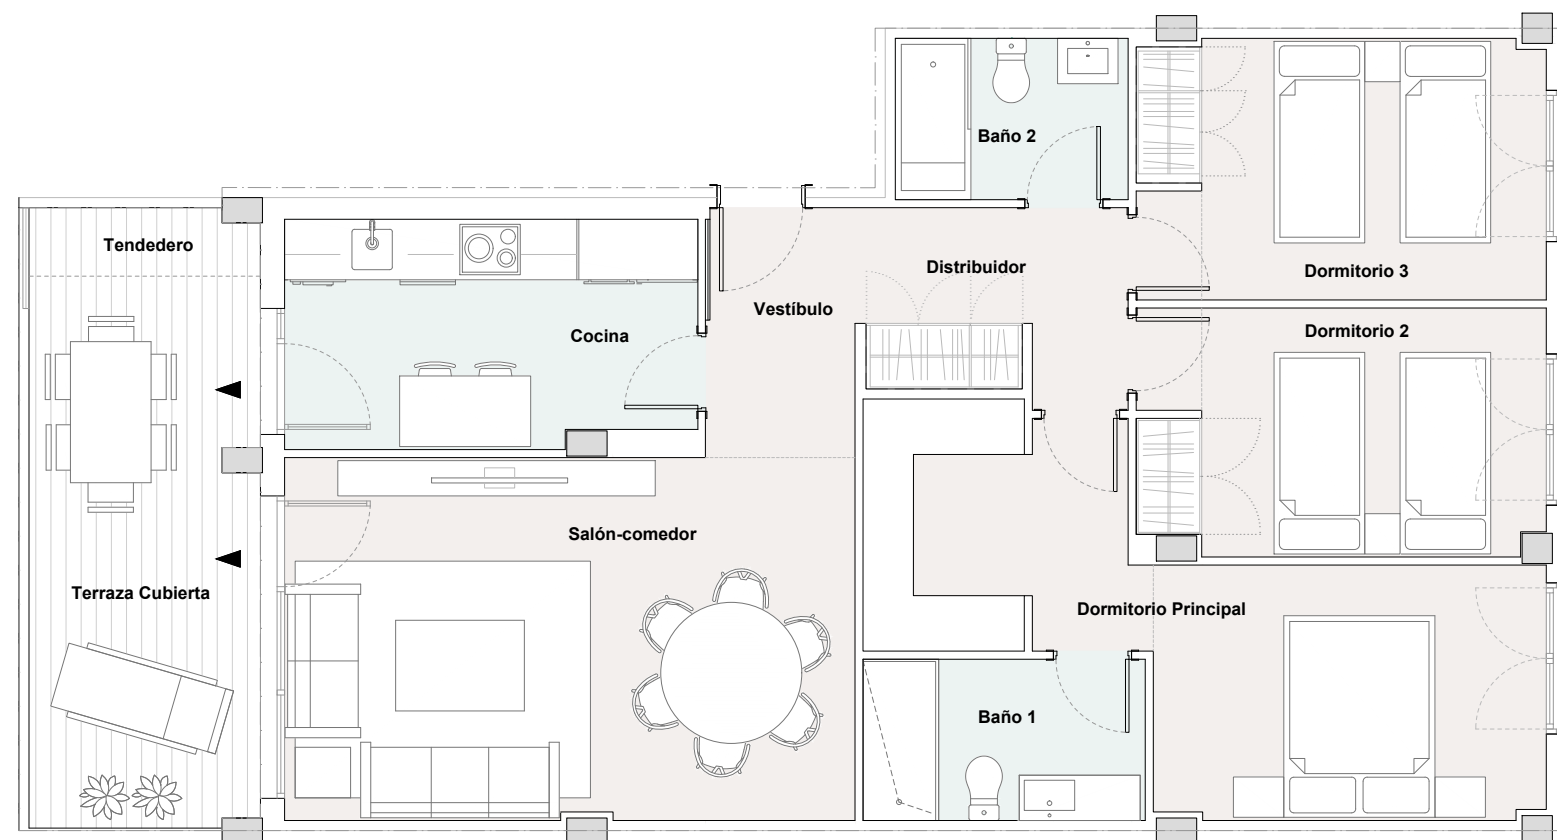 Baño 2
Tendedero
Distribuidor
Dormitorio 3
Vestíbulo
Cocina
Dormitorio 2
Salón-comedor
Terraza Cubierta
Dormitorio Principal
Baño 1